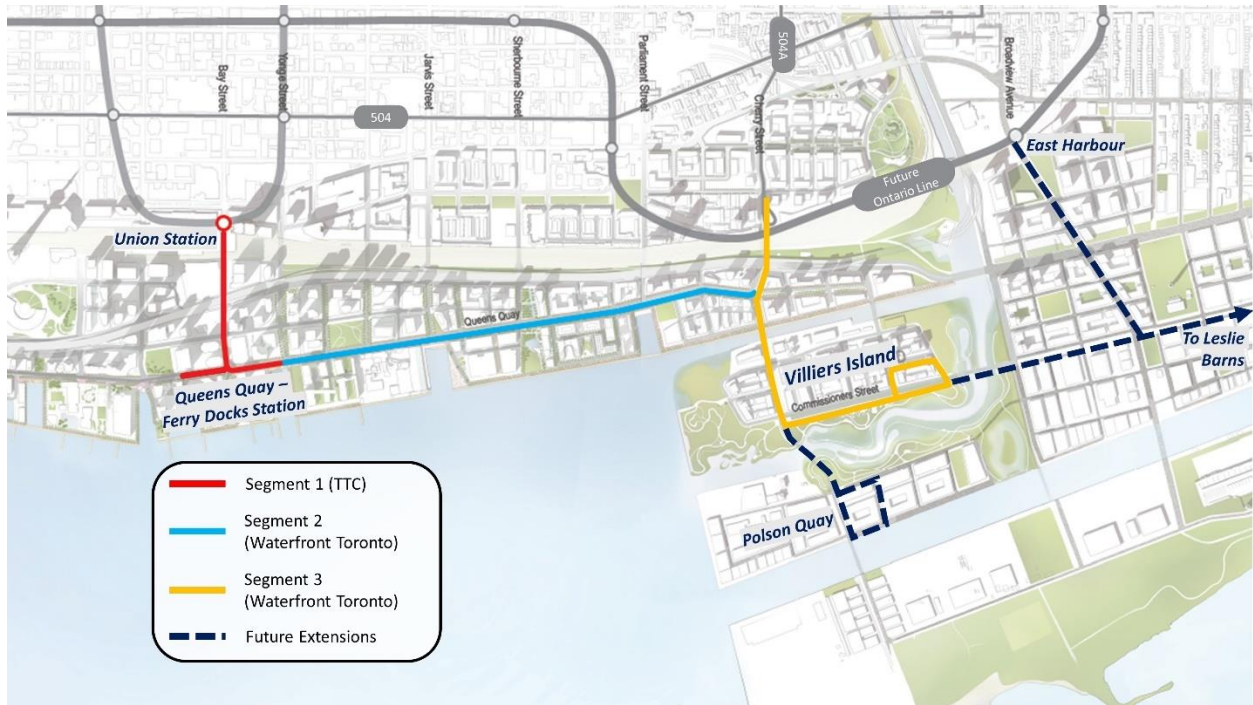 Bay Street
Yonge Street
Jarvis Street
Sherbourne Street
Parliament Street
504A
Cherry Street
Broadview Avenue
504
East Harbour
Future
Ontario Line
Union Station
Queens Quay
To Leslie
Barns
Villiers Island
Commissioners Street
Queens Quay –
Ferry Docks Station
Polson Quay
Segment 1 (TTC)
Segment 2
(Waterfront Toronto)
Segment 3
(Waterfront Toronto)
Future Extensions